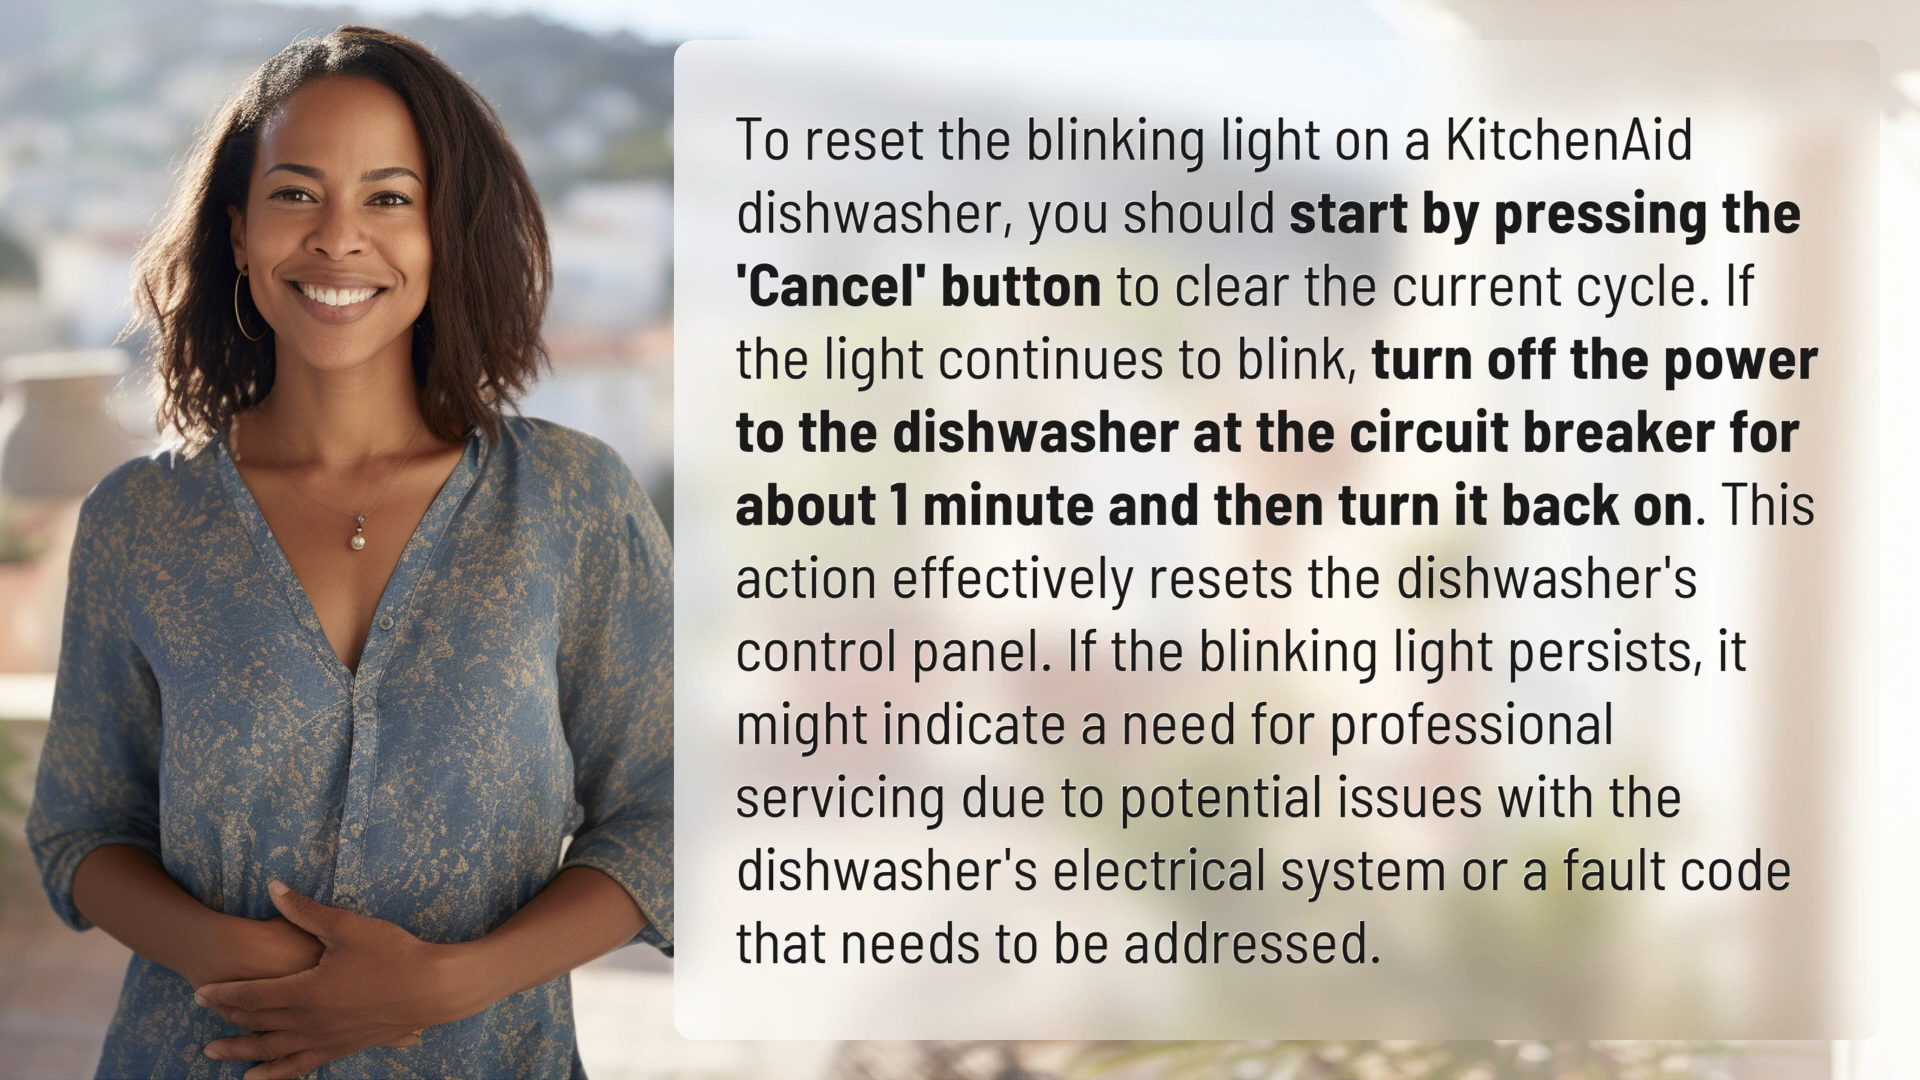 To reset the blinking light on a KitchenAid
dishwasher, you should start by pressing the
'Cancel' button to clear the current cycle. If
the light continues to blink, turn off the power
to the dishwasher at the circuit breaker for
about 1 minute and then turn it back on. This
action effectively resets the dishwasher's
control panel. If the blinking light persists, it
might indicate a need for professional
servicing due to potential issues with the
dishwasher's electrical system or a fault code
that needs to be addressed.